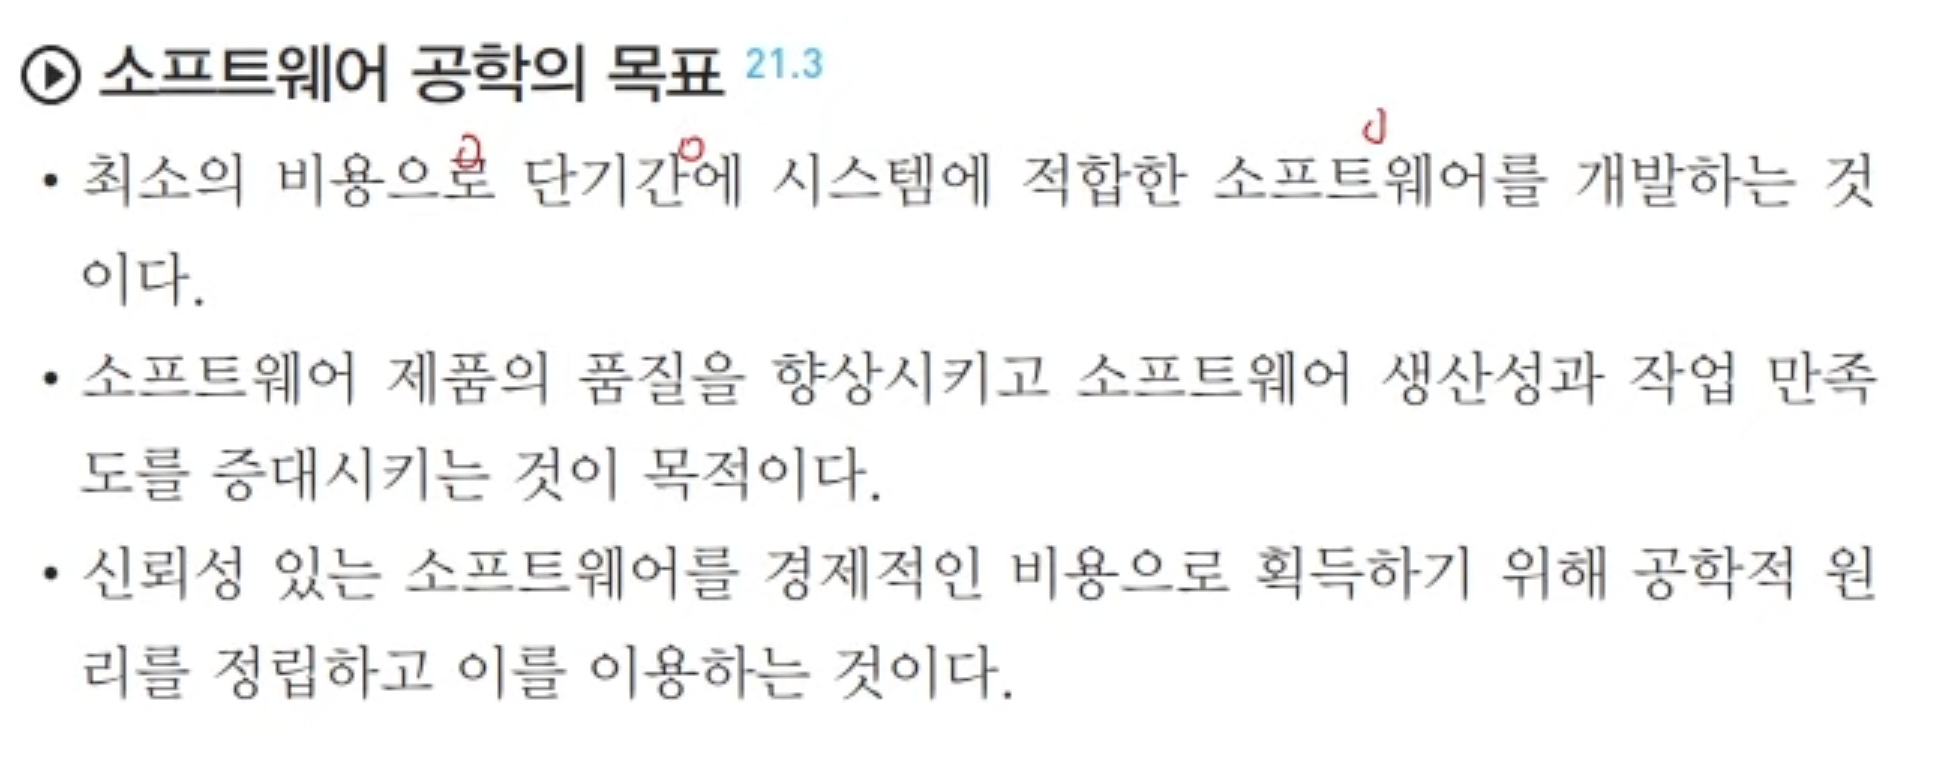 소프트웨어 공학의 목표 21.3
• 최소의 비용으로 단기간에 시스템에 적합한 소프트웨어를 개발하는 것
이다.
• 소프트웨어 제품의 품질을 향상시키고 소프트웨어 생산성과 작업 만족
도를 증대시키는 것이 목적이다.
• 신뢰성 있는 소프트웨어를 경제적인 비용으로 획득하기 위해 공학적 원
리를 정립하고 이를 이용하는 것이다.